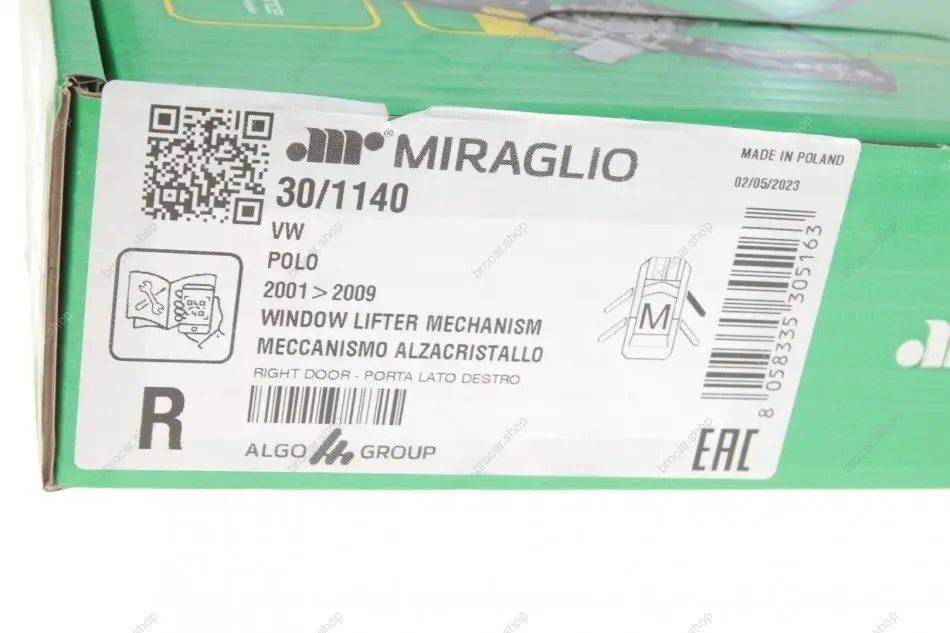 MIRAGLIO
30/1140
VW
POLO
2001 > 2009
WINDOW LIFTER MECHANISM
MECCANISMO ALZACRISTALLO
RIGHT DOOR - PORTA LATO DESTRO
R
ALGO GROUP
MADE IN POLAND
02/05/2023
M
8 058335 305163
EAC
brocar.shop